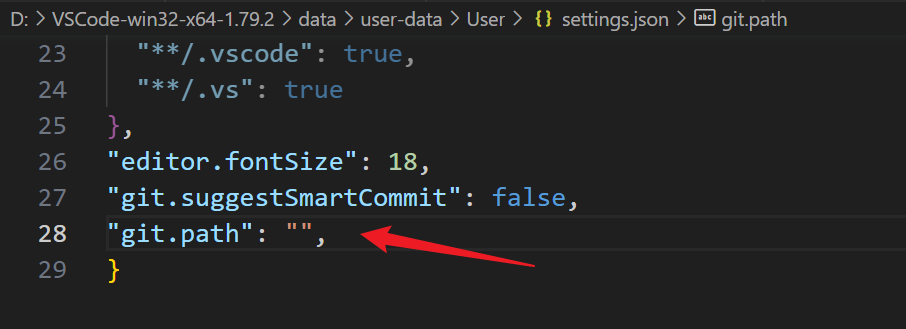 D: > VSCode-win32-x64-1.79.2 > data > user-data > User > {} settings.json > abc git.path
23 "**/.vscode": true,
24 "**/.vs": true
25 },
26 "editor.fontSize": 18,
27 "git.suggestSmartCommit": false,
28 "git.path": "",
29 }